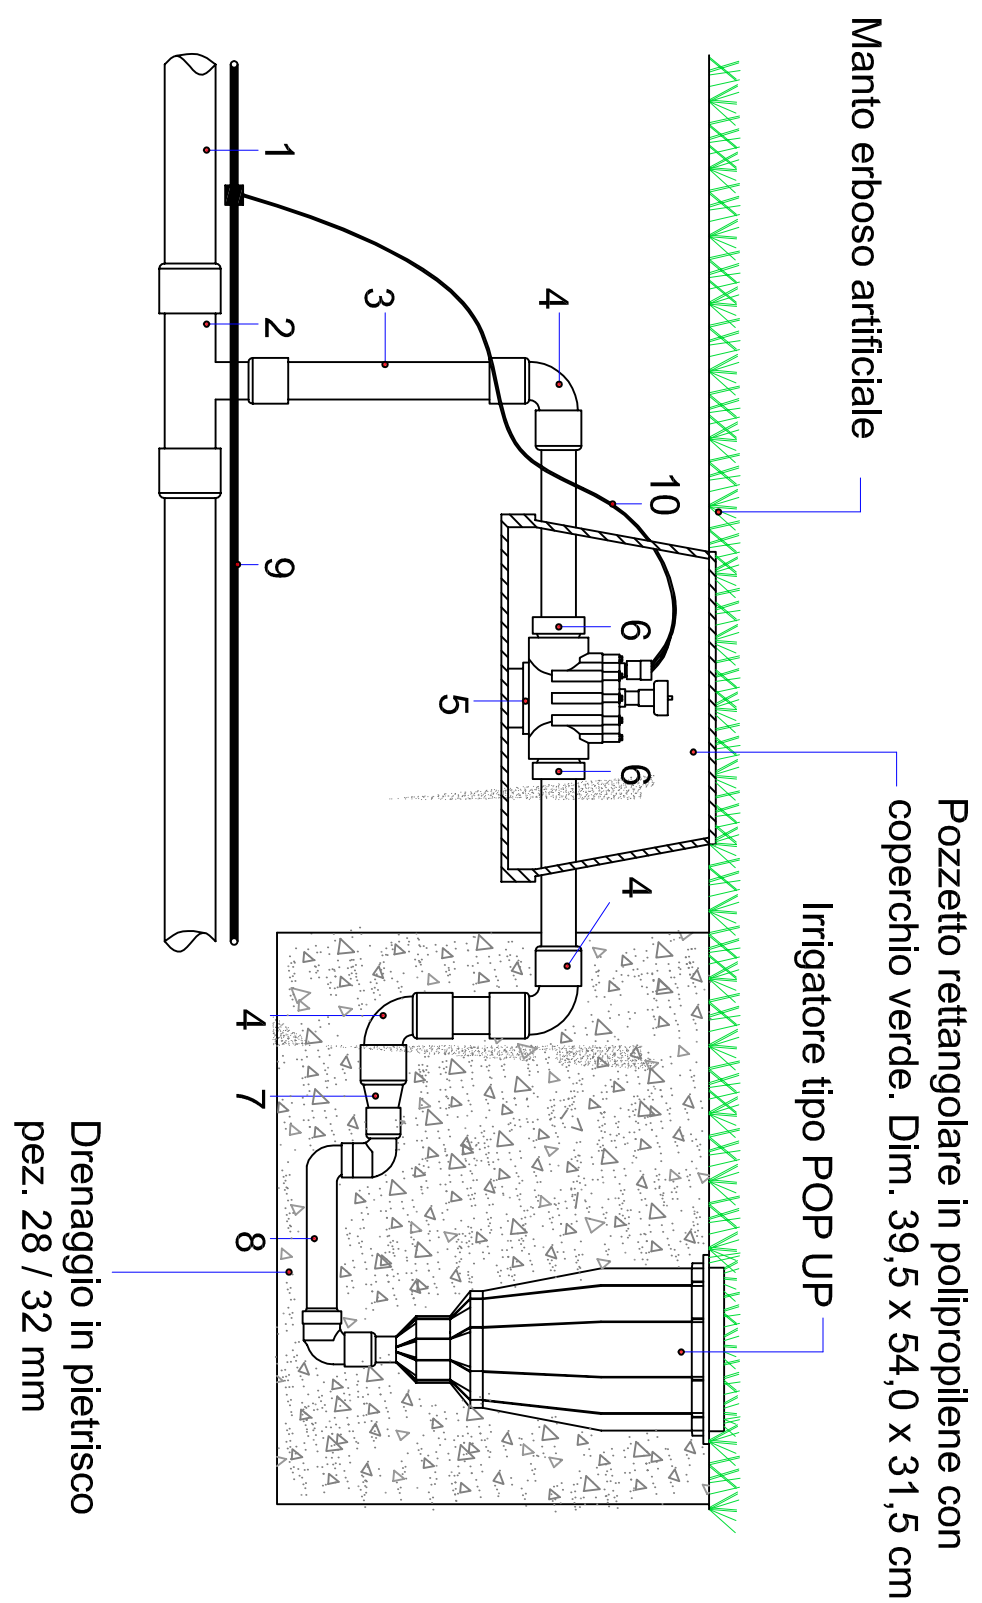 Manto erboso artificiale
Pozzetto rettangolare in polipropilene con
coperchio verde. Dim. 39,5 x 54,0 x 31,5 cm
Irrigatore tipo POP UP
10
6
6
4
4
5
3
1
2
9
4
7
8
Drenaggio in pietrisco
pez. 28 / 32 mm